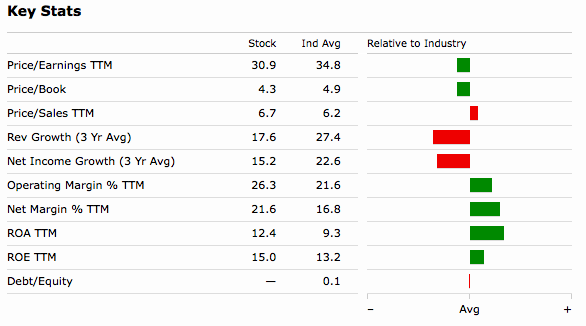 Key Stats
Stock Ind Avg Relative to Industry
Price/Earnings TTM 30.9 34.8
Price/Book 4.3 4.9
Price/Sales TTM 6.7 6.2
Rev Growth (3 Yr Avg) 17.6 27.4
Net Income Growth (3 Yr Avg) 15.2 22.6
Operating Margin % TTM 26.3 21.6
Net Margin % TTM 21.6 16.8
ROA TTM 12.4 9.3
ROE TTM 15.0 13.2
Debt/Equity — 0.1
– Avg +